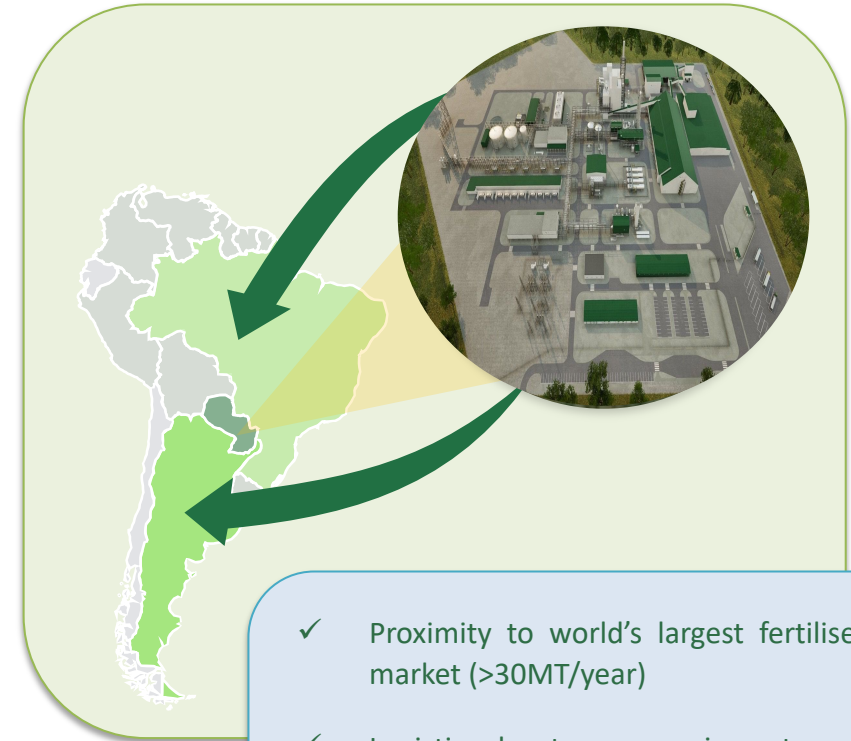 ✓ Proximity to world's largest fertilise
market (>30MT/year)